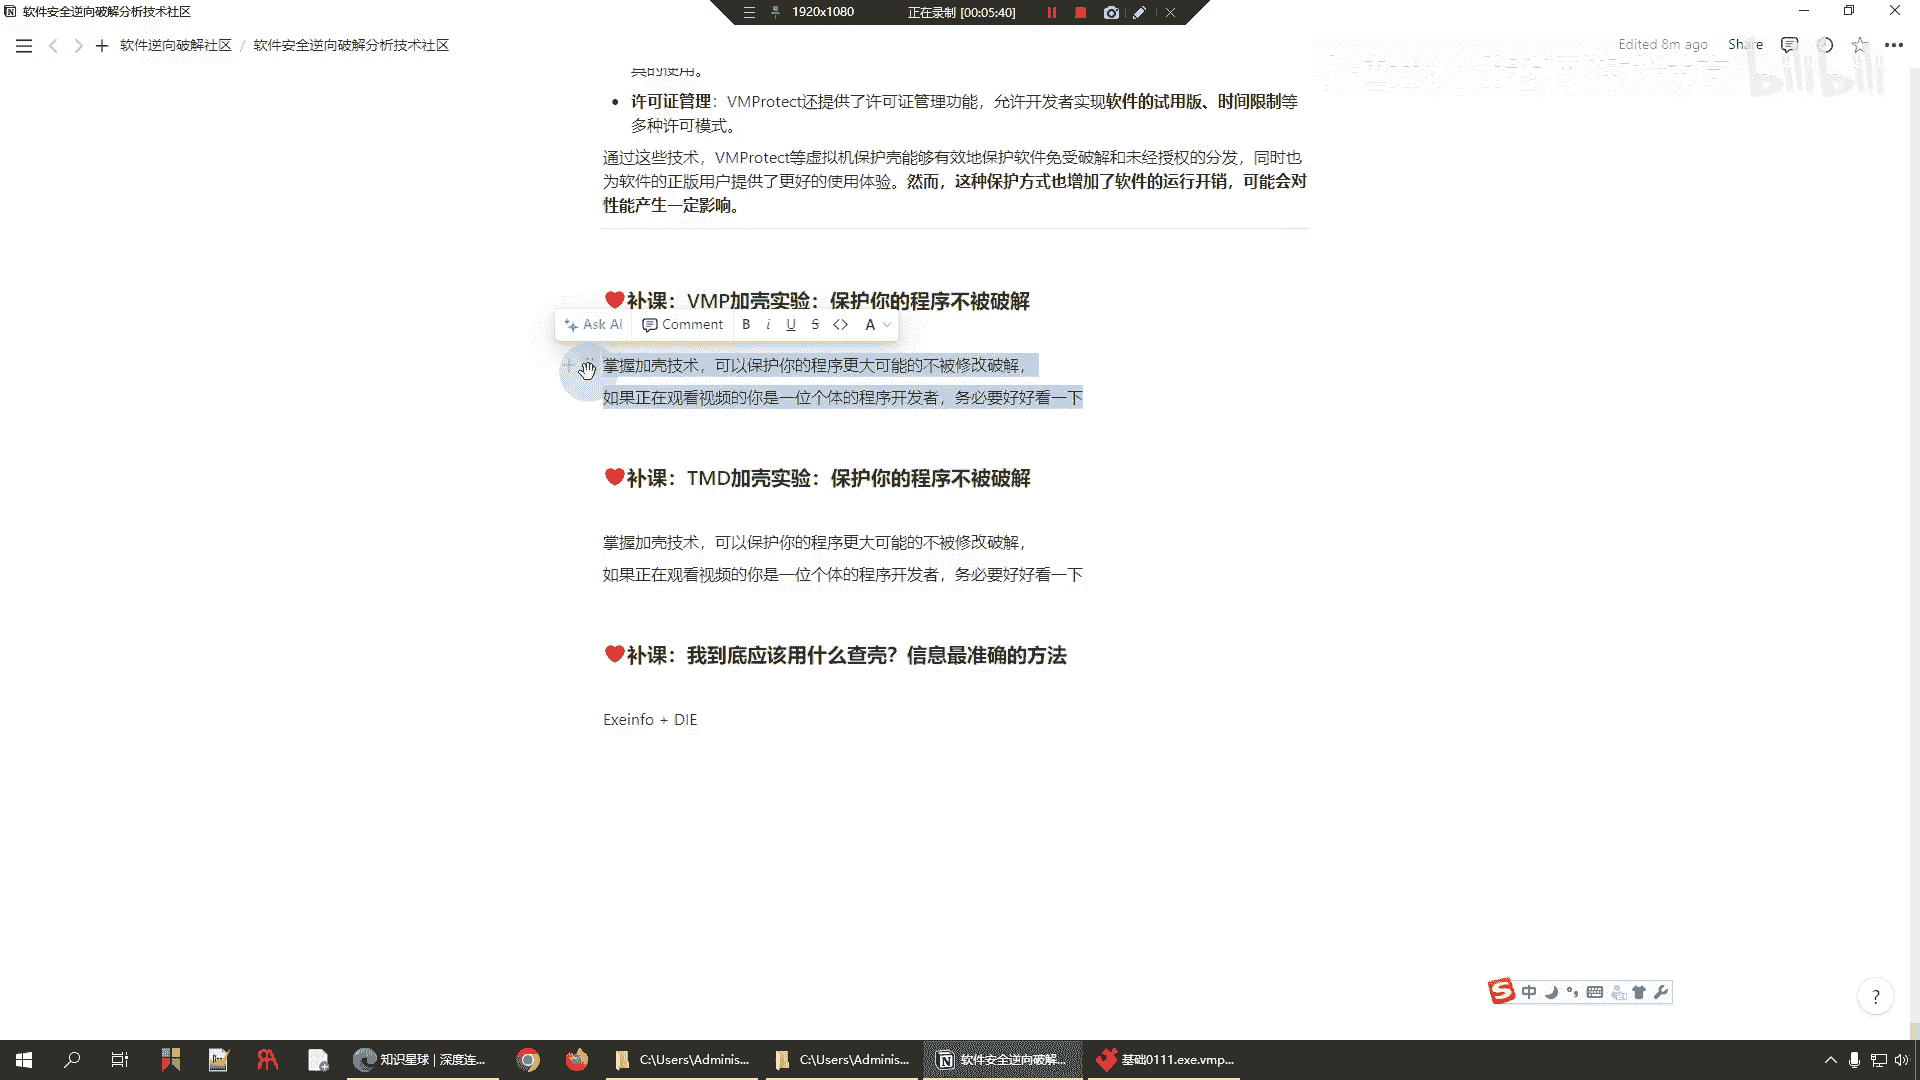 软件安全逆向破解分析技术社区
1920x1080
正在录制 [00:05:40]
软件逆向破解社区 / 软件安全逆向破解分析技术社区
Edited 8m ago
Share
bilibili
具的使用。
许可证管理：VMProtect还提供了许可证管理功能，允许开发者实现软件的试用版、时间限制等
多种许可模式。
通过这些技术，VMProtect等虚拟机保护壳能够有效地保护软件免受破解和未经授权的分发，同时也
为软件的正版用户提供了更好的使用体验。然而，这种保护方式也增加了软件的运行开销，可能会对
性能产生一定影响。
补课：VMP加壳实验：保护你的程序不被破解
Ask AI
Comment
B i U S <> A
掌握加壳技术，可以保护你的程序更大可能的不被修改破解，
如果正在观看视频的你是一位个体的程序开发者，务必要好好看一下
补课：TMD加壳实验：保护你的程序不被破解
掌握加壳技术，可以保护你的程序更大可能的不被修改破解，
如果正在观看视频的你是一位个体的程序开发者，务必要好好看一下
补课：我到底应该用什么查壳？信息最准确的方法
Exeinfo + DIE
S 中
?
知识星球 | 深度连...
C:\Users\Adminis...
C:\Users\Adminis...
软件安全逆向破解...
基础0111.exe.vmp...